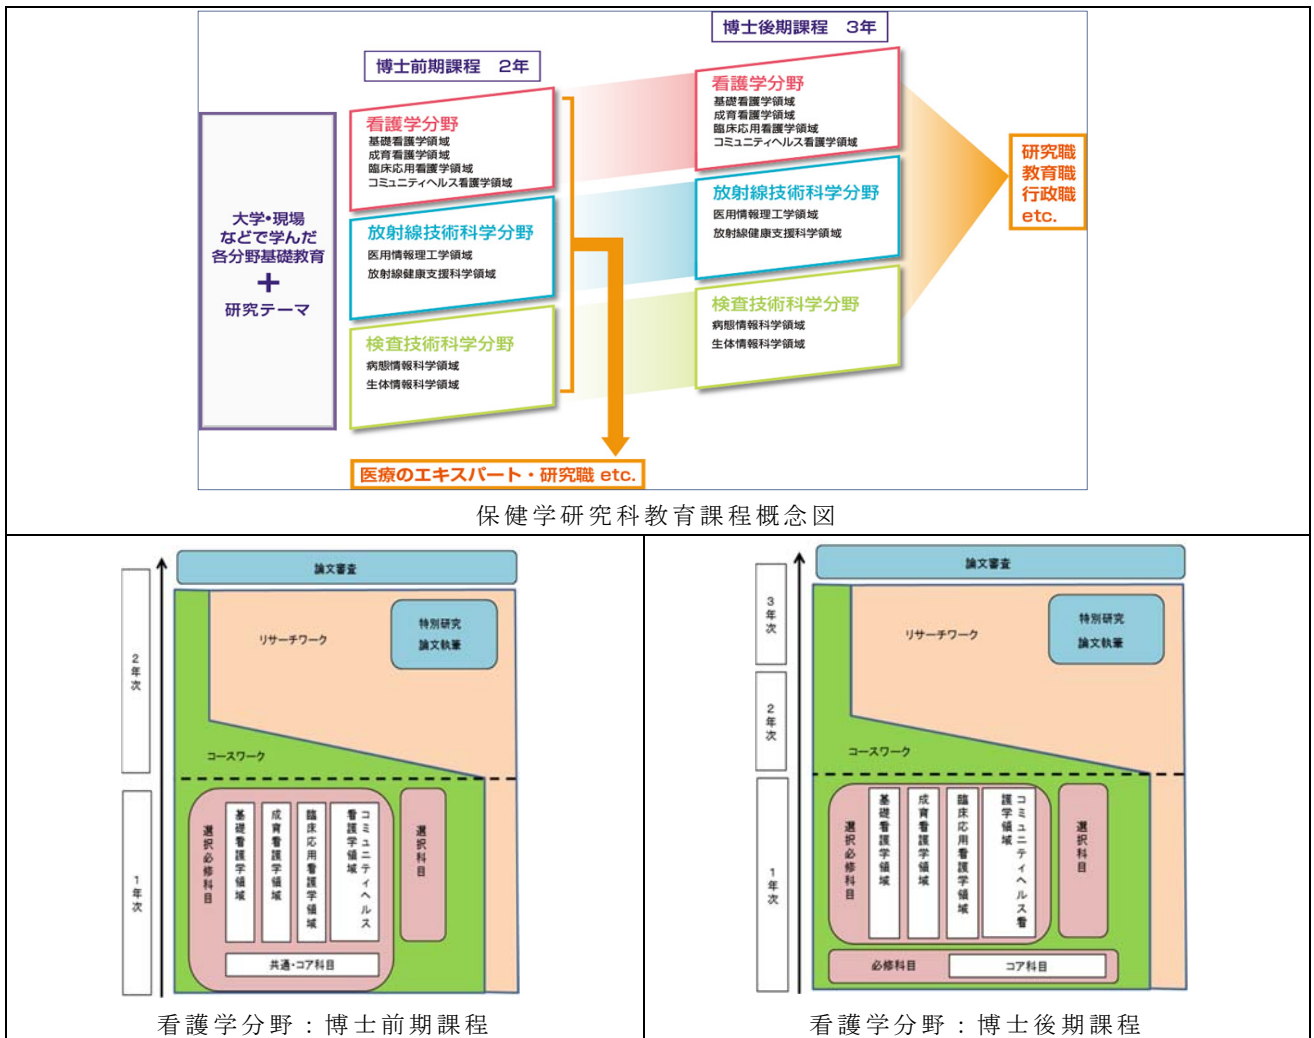 博士前期課程 2年
博士後期課程 3年
大学・現場
などで学んだ
各分野基礎教育
+
研究テーマ
看護学分野
基礎看護学領域
成育看護学領域
臨床応用看護学領域
コミュニティヘルス看護学領域
放射線技術科学分野
医用情報理工学領域
放射線健康支援科学領域
検査技術科学分野
病態情報科学領域
生体情報科学領域
看護学分野
基礎看護学領域
成育看護学領域
臨床応用看護学領域
コミュニティヘルス看護学領域
放射線技術科学分野
医用情報理工学領域
放射線健康支援科学領域
検査技術科学分野
病態情報科学領域
生体情報科学領域
研究職
教育職
行政職
etc.
医療のエキスパート・研究職 etc.
保健学研究科教育課程概念図
論文審査
2年次
リサーチワーク
特別研究
論文執筆
コースワーク
1年次
選択必修科目
基礎看護学領域
成育看護学領域
臨床応用看護学領域
コミュニティヘルス
看護学領域
選択科目
共通・コア科目
看護学分野：博士前期課程
論文審査
3年次
リサーチワーク
特別研究
論文執筆
2年次
コースワーク
1年次
選択必修科目
基礎看護学領域
成育看護学領域
臨床応用看護学領域
コミュニティヘルス看
護学領域
選択科目
必修科目
コア科目
看護学分野：博士後期課程